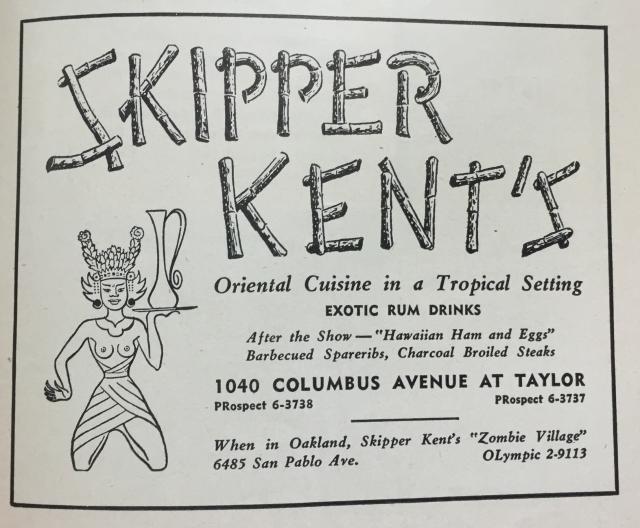 SKIPPER
KENT'S
Oriental Cuisine in a Tropical Setting
EXOTIC RUM DRINKS
After the Show — "Hawaiian Ham and Eggs"
Barbecued Spareribs, Charcoal Broiled Steaks
1040 COLUMBUS AVENUE AT TAYLOR
PRospect 6-3738 PRospect 6-3737
When in Oakland, Skipper Kent's "Zombie Village"
6485 San Pablo Ave. OLympic 2-9113